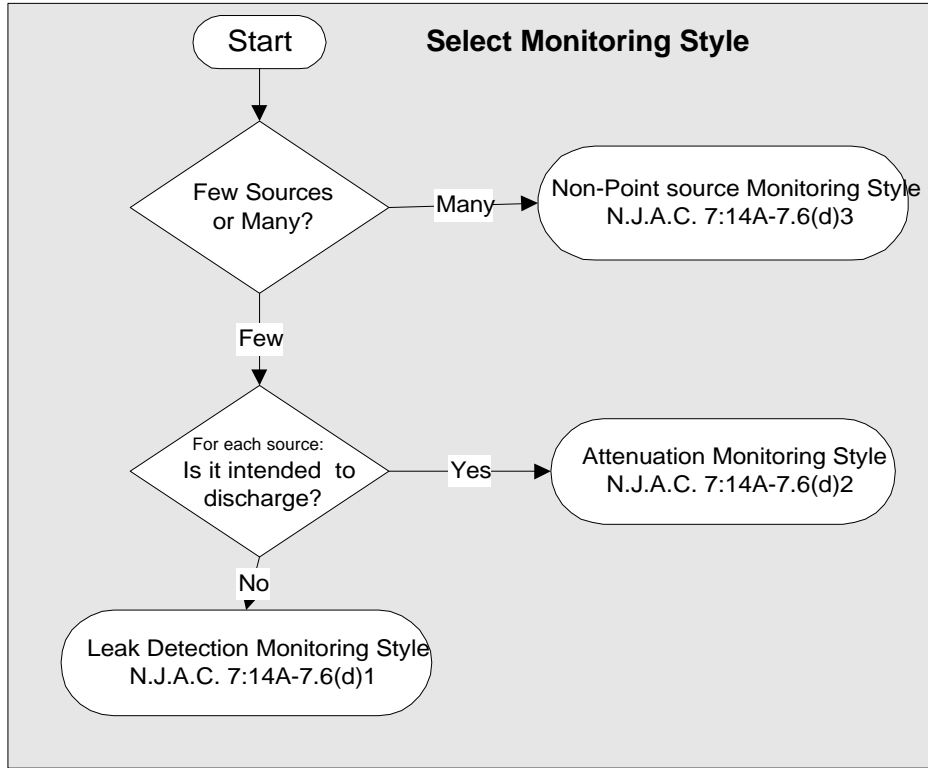 Start
Select Monitoring Style
Few Sources
or Many?
Many
Non-Point source Monitoring Style
N.J.A.C. 7:14A-7.6(d)3
Few
For each source:
Is it intended to
discharge?
Yes
Attenuation Monitoring Style
N.J.A.C. 7:14A-7.6(d)2
No
Leak Detection Monitoring Style
N.J.A.C. 7:14A-7.6(d)1